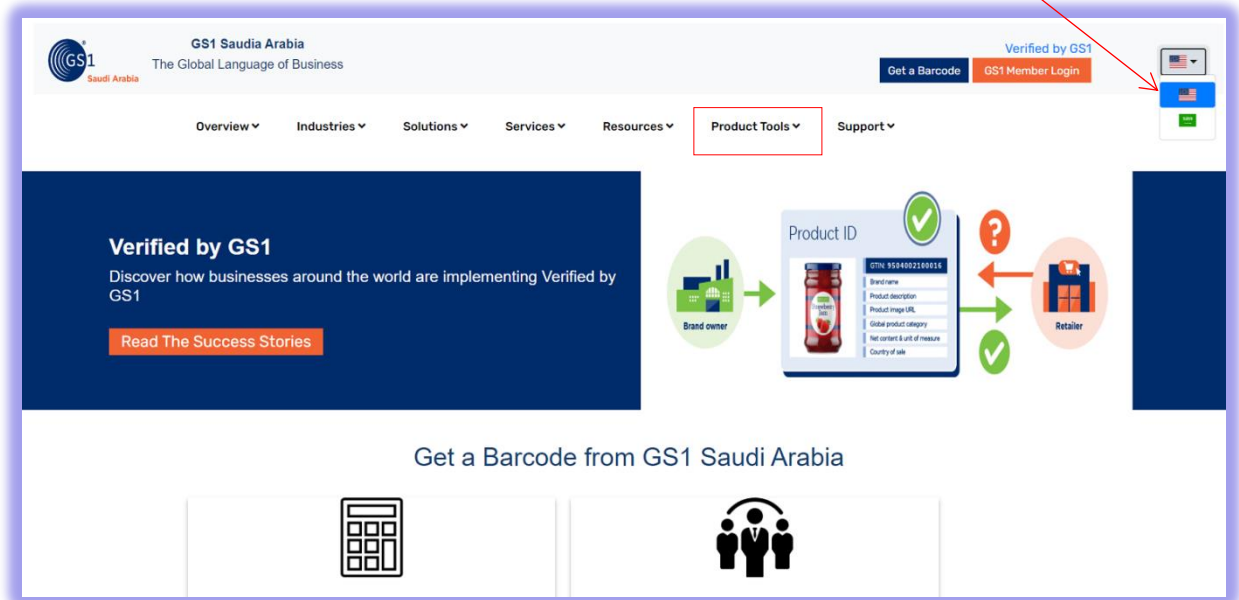 GS1
Saudi Arabia
GS1 Saudia Arabia
The Global Language of Business
Verified by GS1
Get a Barcode
GS1 Member Login
Overview
Industries
Solutions
Services
Resources
Product Tools
Support
Verified by GS1
Discover how businesses around the world are implementing Verified by
GS1
Read The Success Stories
Brand owner
Product ID
GTIN: 9504002100016
Brand name
Product description
Product image URL
Global product category
Net content & unit of measure
Country of sale
?
Retailer
Get a Barcode from GS1 Saudi Arabia